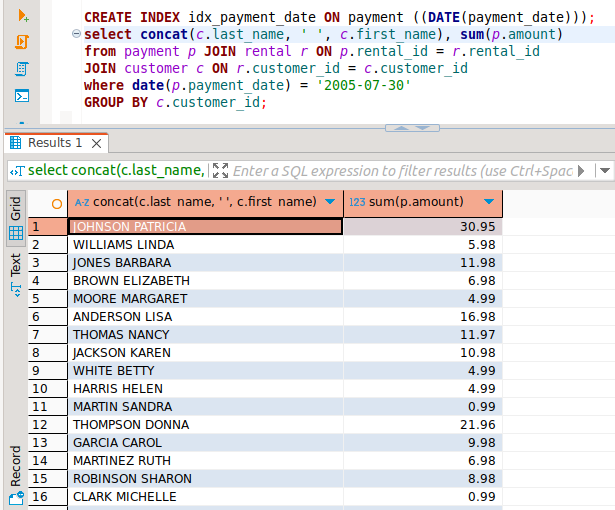 CREATE INDEX idx_payment_date ON payment ((DATE(payment_date)));
select concat(c.last_name, ' ', c.first_name), sum(p.amount)
from payment p JOIN rental r ON p.rental_id = r.rental_id
JOIN customer c ON r.customer_id = c.customer_id
where date(p.payment_date) = '2005-07-30'
GROUP BY c.customer_id;
Results 1
select concat(c.last_name, Enter a SQL expression to filter results (use Ctrl+Spac
Grid
Text
Record
A-Z concat(c.last_name, ' ', c.first_name) 123 sum(p.amount)
1 JOHNSON PATRICIA 30.95
2 WILLIAMS LINDA 5.98
3 JONES BARBARA 11.98
4 BROWN ELIZABETH 6.98
5 MOORE MARGARET 4.99
6 ANDERSON LISA 16.98
7 THOMAS NANCY 11.97
8 JACKSON KAREN 10.98
9 WHITE BETTY 4.99
10 HARRIS HELEN 4.99
11 MARTIN SANDRA 0.99
12 THOMPSON DONNA 21.96
13 GARCIA CAROL 9.98
14 MARTINEZ RUTH 6.98
15 ROBINSON SHARON 8.98
16 CLARK MICHELLE 0.99